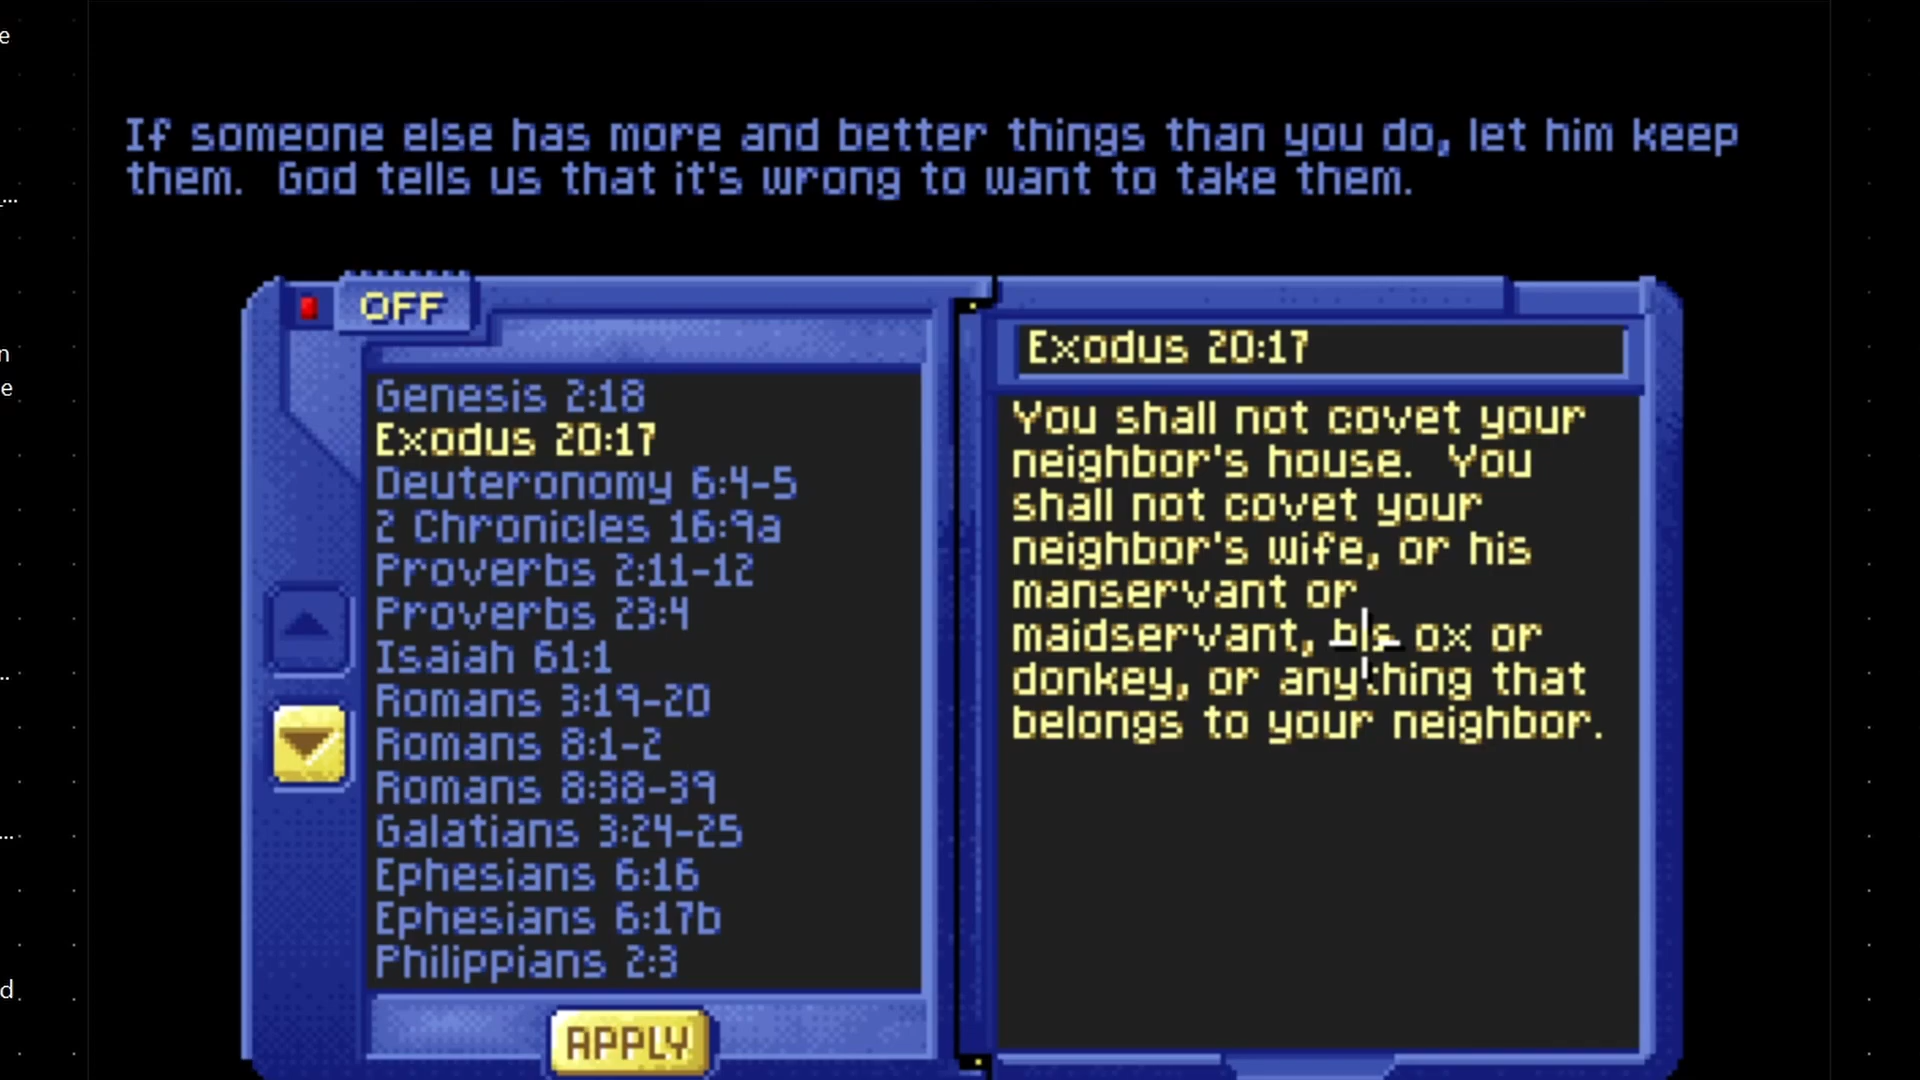 If someone else has more and better things than you do, let him keep
them.  God tells us that it's wrong to want to take them.
OFF
Genesis 2:18
Exodus 20:17
Deuteronomy 6:4-5
2 Chronicles 16:9a
Proverbs 2:11-12
Proverbs 23:4
Isaiah 61:1
Romans 3:19-20
Romans 8:1-2
Romans 8:38-39
Galatians 3:24-25
Ephesians 6:16
Ephesians 6:17b
Philippians 2:3
APPLY
Exodus 20:17
You shall not covet your
neighbor's house.  You
shall not covet your
neighbor's wife, or his
manservant or
maidservant, his ox or
donkey, or anything that
belongs to your neighbor.